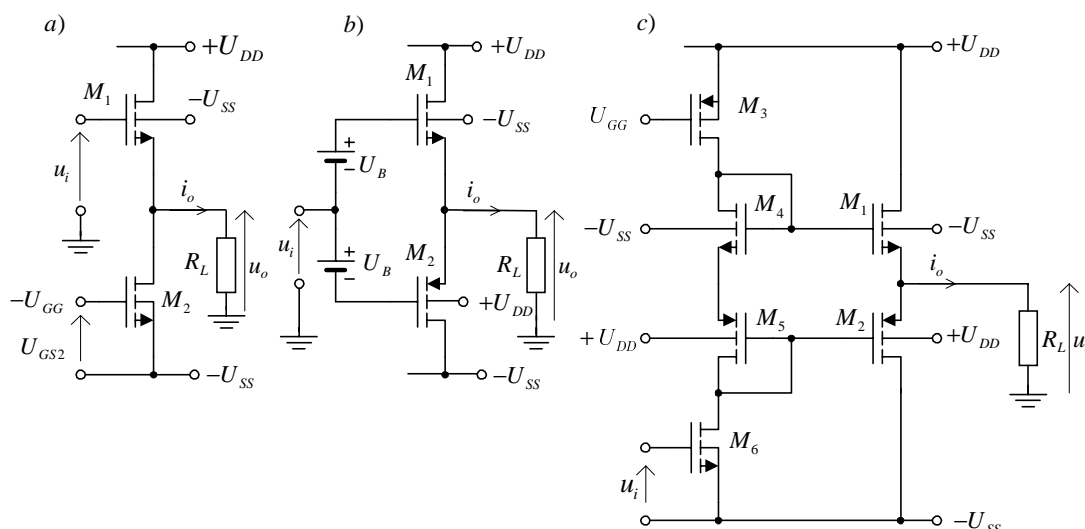 a)
+U_DD
M_1
−U_SS
u_i
i_o
R_L
u_o
−U_GG
M_2
U_GS2
−U_SS
b)
+U_DD
M_1
−U_SS
+
−
U_B
i_o
u_i
+
−
U_B
M_2
R_L
u_o
+U_DD
−U_SS
c)
+U_DD
U_GG
M_3
M_4
M_1
−U_SS
−U_SS
i_o
M_5
M_2
+U_DD
+U_DD
R_L
u
M_6
u_i
−U_SS